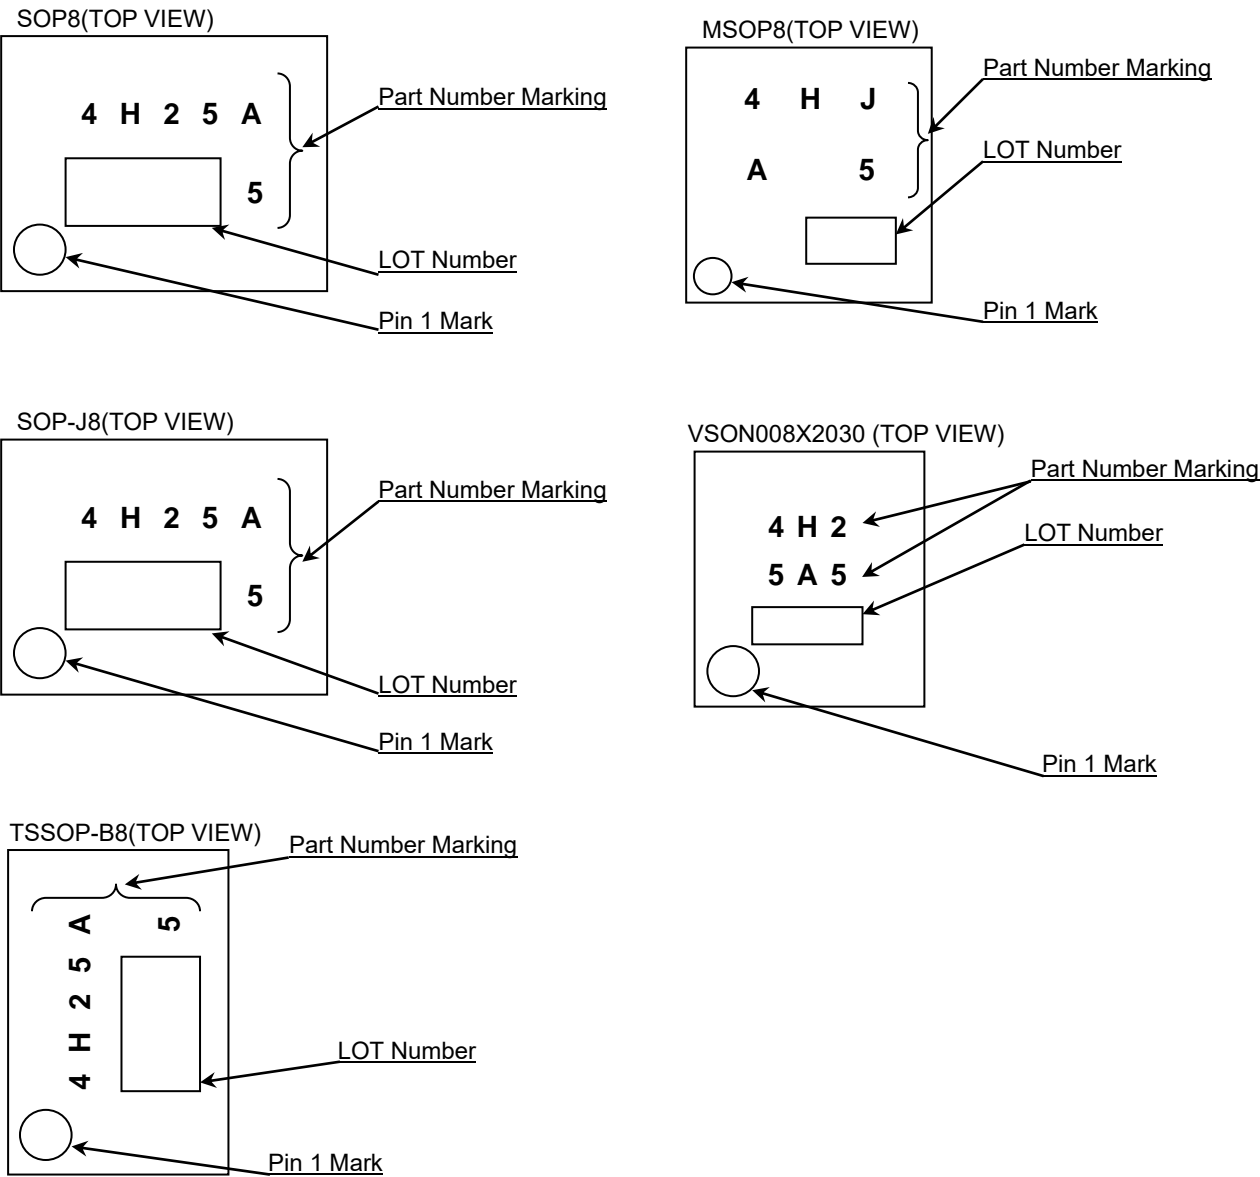 SOP8(TOP VIEW)
4 H 2 5 A
5
Part Number Marking
LOT Number
Pin 1 Mark
MSOP8(TOP VIEW)
4 H J
A 5
Part Number Marking
LOT Number
Pin 1 Mark
SOP-J8(TOP VIEW)
4 H 2 5 A
5
Part Number Marking
LOT Number
Pin 1 Mark
VSON008X2030 (TOP VIEW)
4 H 2
5 A 5
Part Number Marking
LOT Number
Pin 1 Mark
TSSOP-B8(TOP VIEW)
Part Number Marking
4 H 2 5 A
5
LOT Number
Pin 1 Mark